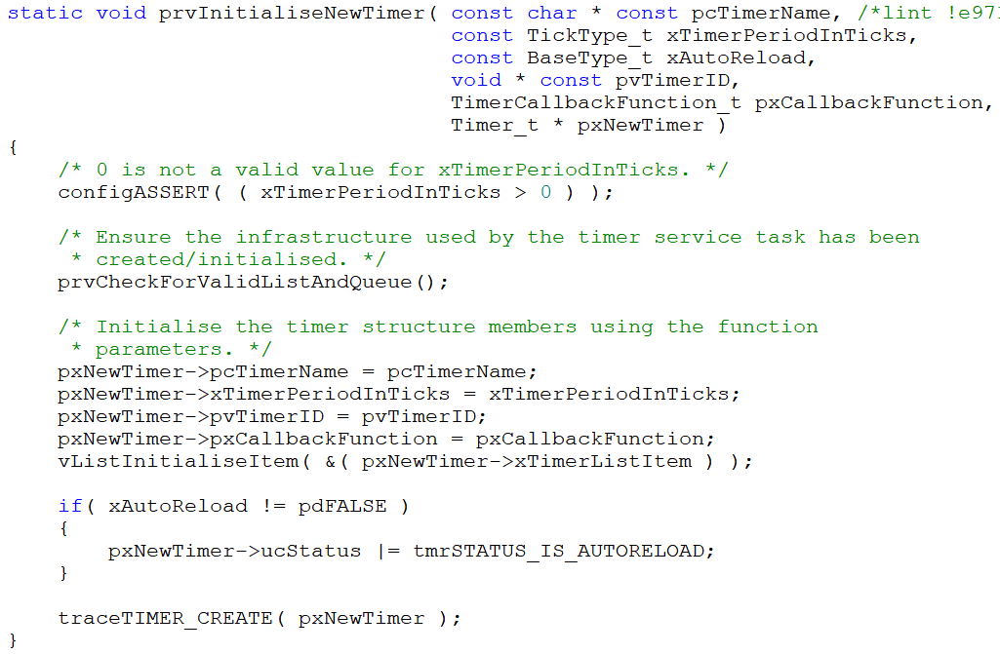 static void prvInitialiseNewTimer( const char * const pcTimerName, /*lint !e971
const TickType_t xTimerPeriodInTicks,
const BaseType_t xAutoReload,
void * const pvTimerID,
TimerCallbackFunction_t pxCallbackFunction,
Timer_t * pxNewTimer )
{
/* 0 is not a valid value for xTimerPeriodInTicks. */
configASSERT( ( xTimerPeriodInTicks > 0 ) );
/* Ensure the infrastructure used by the timer service task has been
* created/initialised. */
prvCheckForValidListAndQueue();
/* Initialise the timer structure members using the function
* parameters. */
pxNewTimer->pcTimerName = pcTimerName;
pxNewTimer->xTimerPeriodInTicks = xTimerPeriodInTicks;
pxNewTimer->pvTimerID = pvTimerID;
pxNewTimer->pxCallbackFunction = pxCallbackFunction;
vListInitialiseItem( &( pxNewTimer->xTimerListItem ) );
if( xAutoReload != pdFALSE )
{
pxNewTimer->ucStatus |= tmrSTATUS_IS_AUTORELOAD;
}
traceTIMER_CREATE( pxNewTimer );
}